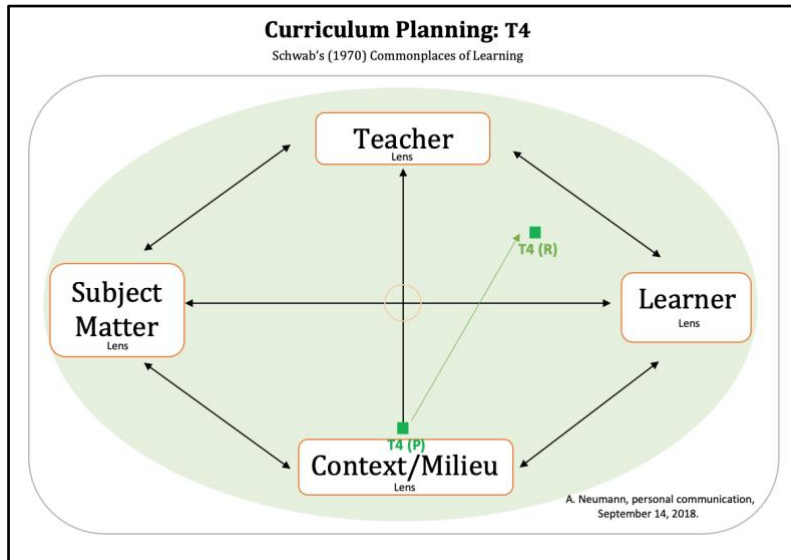 Curriculum Planning: T4
Schwab's (1970) Commonplaces of Learning
Teacher
Lens
T4 (R)
Subject
Matter
Lens
Learner
Lens
T4 (P)
Context/Milieu
Lens
A. Neumann, personal communication,
September 14, 2018.